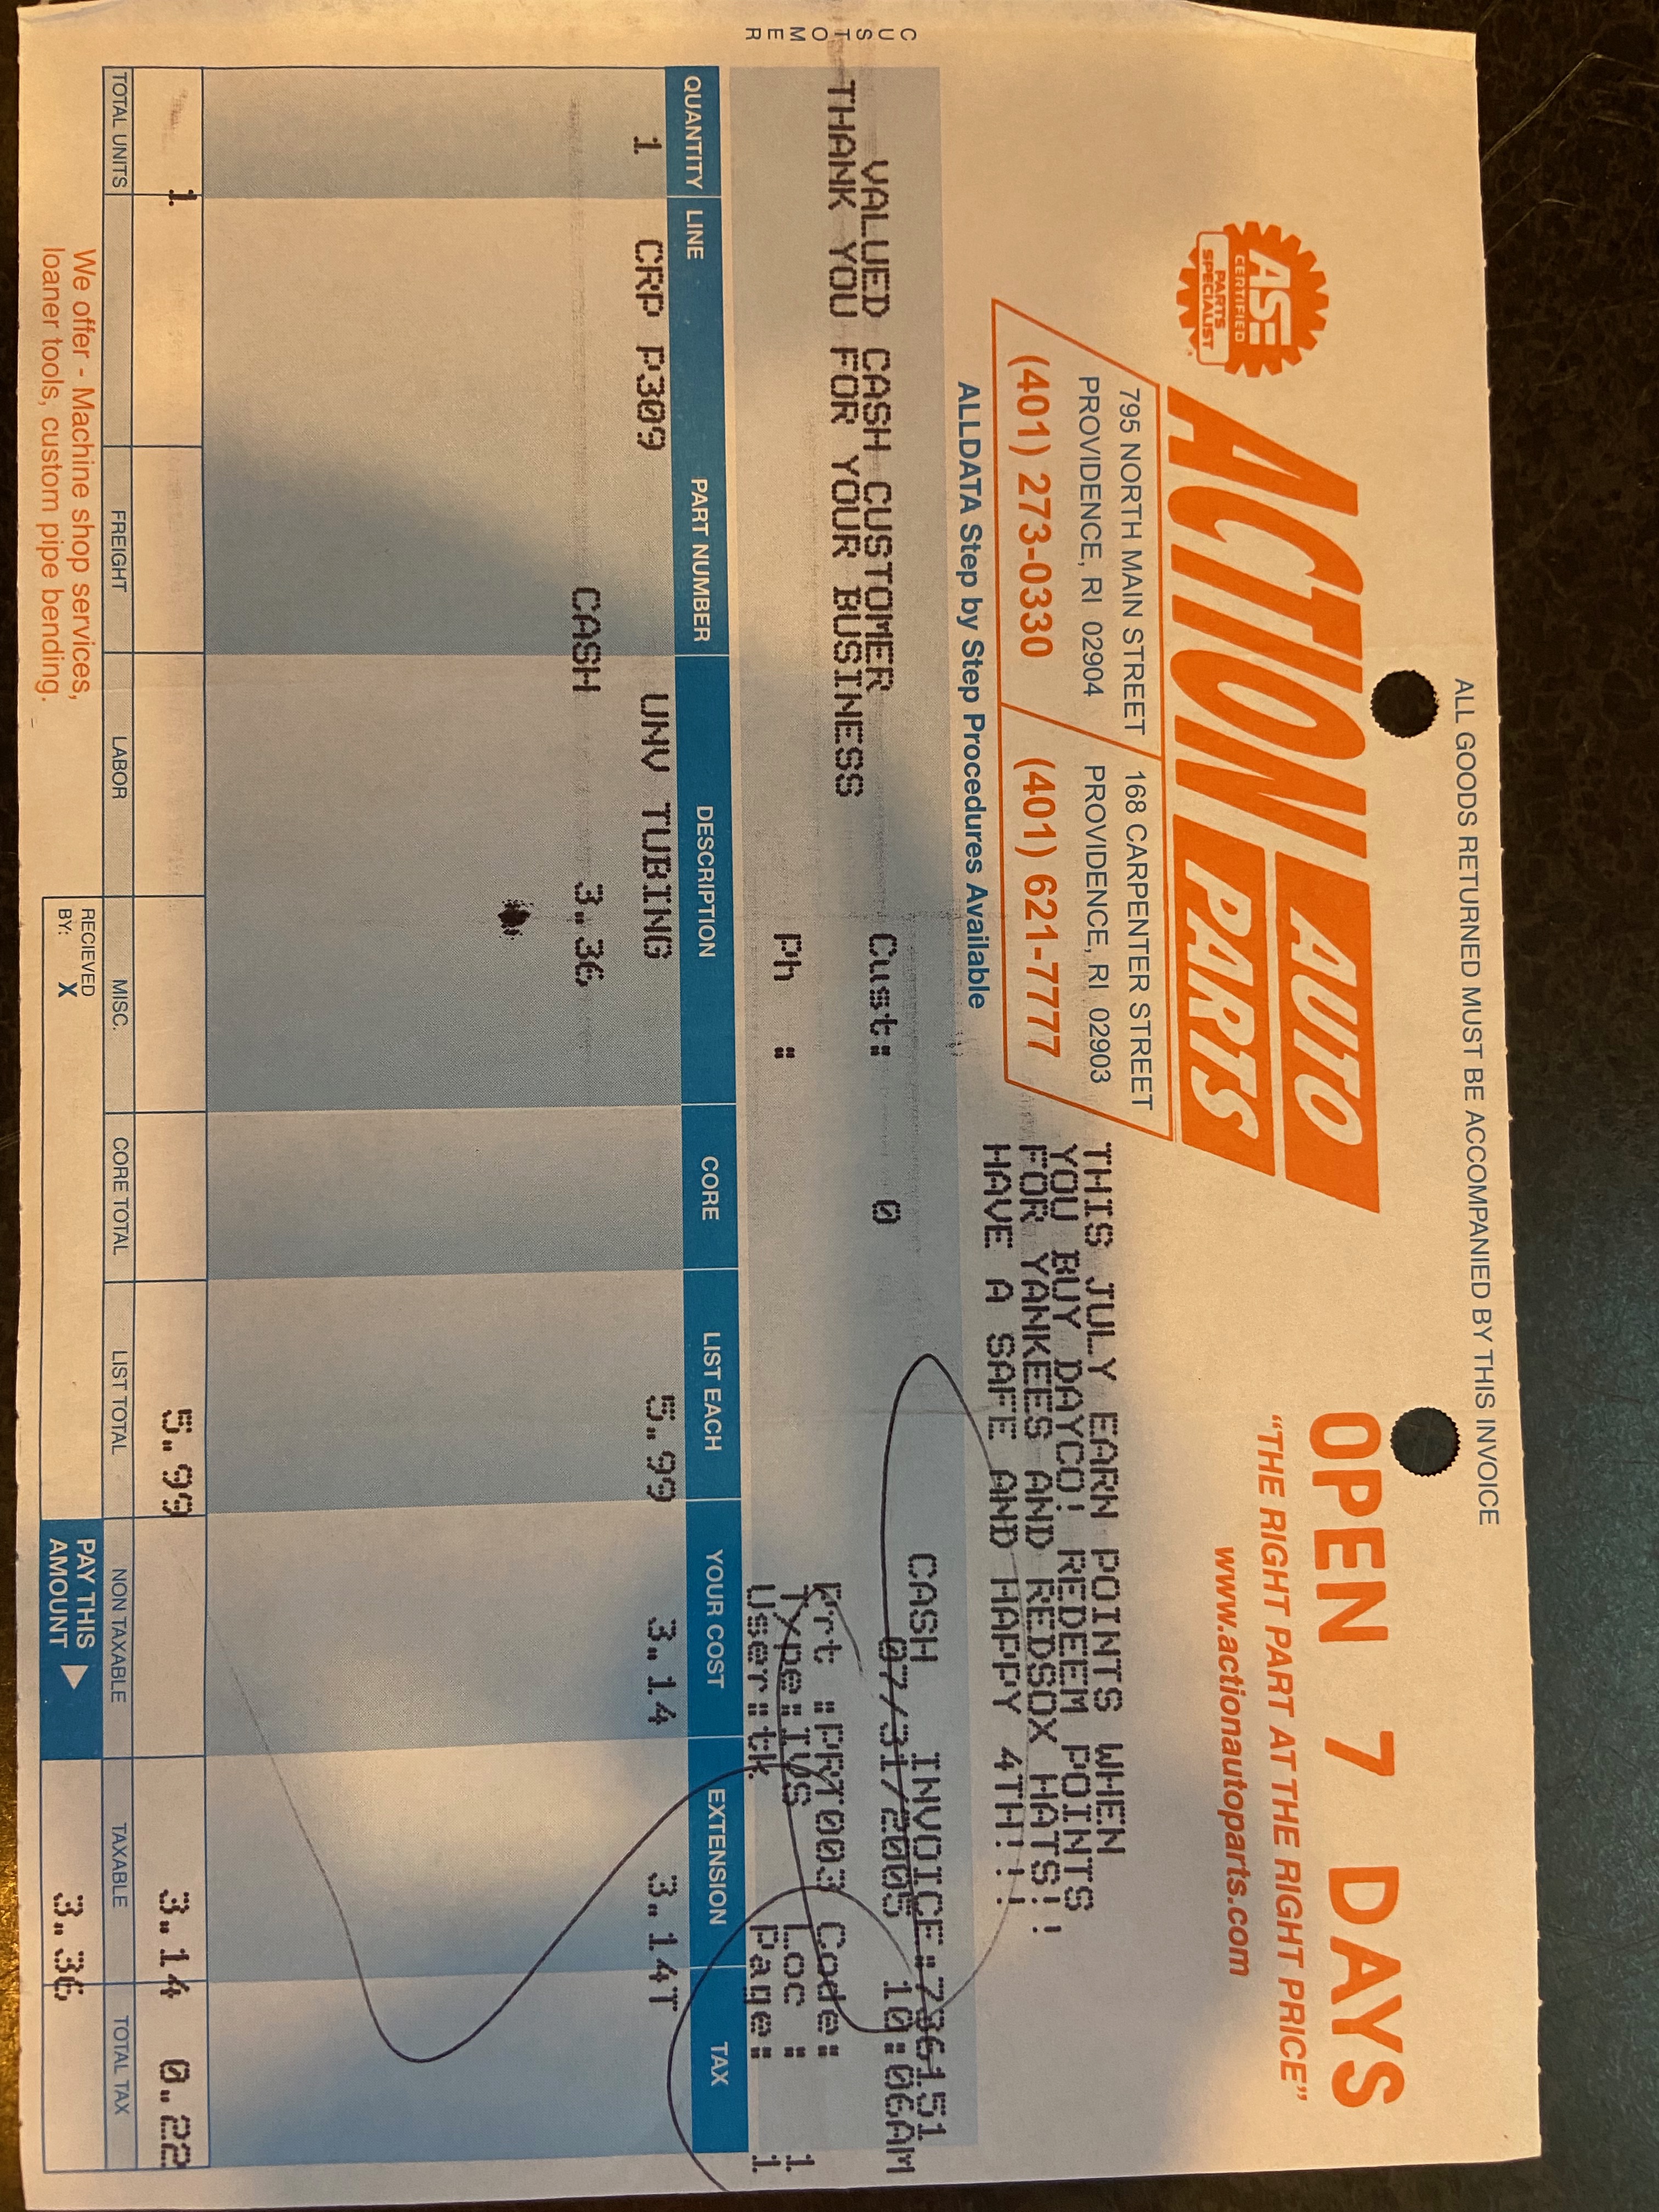 ALL GOODS RETURNED MUST BE ACCOMPANIED BY THIS INVOICE
ASE
CERTIFIED
PARTS
SPECIALIST
ACTION AUTO PARTS
OPEN 7 DAYS
“THE RIGHT PART AT THE RIGHT PRICE”
www.actionautoparts.com
795 NORTH MAIN STREET
PROVIDENCE, RI 02904
(401) 273-0330
168 CARPENTER STREET
PROVIDENCE, RI 02903
(401) 621-7777
ALLDATA Step by Step Procedures Available
THIS JULY EARN POINTS WHEN
YOU BUY DAYCO! REDEEM POINTS
FOR YANKEES AND REDSOX HATS!!
HAVE A SAFE AND HAPPY 4TH!!!
CASH INVOICE:736151
07/31/2005 10:06AM
VALUED CASH CUSTOMER Cust: 0
THANK YOU FOR YOUR BUSINESS
Prt :PRT003 Code:
Ph : Type:IVS Loc : 1
User:tk Page: 1
REMOTSUC
QUANTITY LINE PART NUMBER DESCRIPTION CORE LIST EACH YOUR COST EXTENSION TAX
1 CRP P309 UNV TUBING 5.99 3.14 3.14T
CASH 3.36
1 5.99 3.14 0.22
TOTAL UNITS FREIGHT LABOR MISC. CORE TOTAL LIST TOTAL NON TAXABLE TAXABLE TOTAL TAX
We offer - Machine shop services,
loaner tools, custom pipe bending.
RECIEVED
BY: X
PAY THIS
AMOUNT
3.36